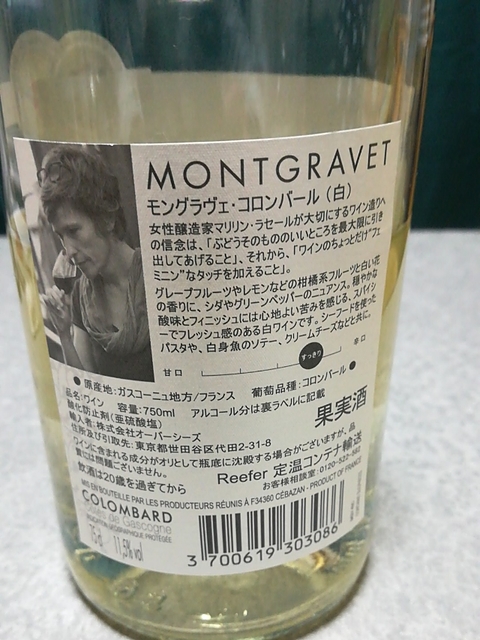 MONTGRAVET
モングラヴェ・コロンバール (白)
女性醸造家マリリン・ラセールが大切にするワイン造りへ
の信念は、「ぶどうそのもののいいところを最大限に引き
出してあげること」、それから、「ワインのちょっとだけ"フェ
ミニン"なタッチを加えること」。
グレープフルーツやレモンなどの柑橘系フルーツと白い花
の香りに、シダやグリーンペッパーのニュアンス。穏やかな
酸味とフィニッシュには心地よい苦みを感じる、スパイシ
ーでフレッシュ感のある白ワインです。シーフードを使った
パスタや、白身魚のソテー、クリームチーズなどと共に。
甘口 すっきり 辛口
● 原産地:ガスコーニュ地方/フランス 葡萄品種:コロンバール ●
品名:ワイン 容量:750ml アルコール分は裏ラベルに記載
酸化防止剤(亜硫酸塩) 果実酒
輸入者:株式会社オーバーシーズ
住所及び引取先:東京都世田谷区代田2-31-8
ワインに含まれる成分がオリとして瓶底に沈殿する場合がございますが、品
質には問題ございません。 Reefer 定温コンテナ輸送
飲酒は20歳を過ぎてから お客様相談室:0120-522-582
MIS EN BOUTEILLE PAR LES PRODUCTEURS RÉUNIS À F34360 CÉBAZAN - PRODUCT OF FRANCE
COLOMBARD
Côtes de Gascogne
INDICATION GÉOGRAPHIQUE PROTÉGÉE
75cl 11,5% vol
3 700619 303086